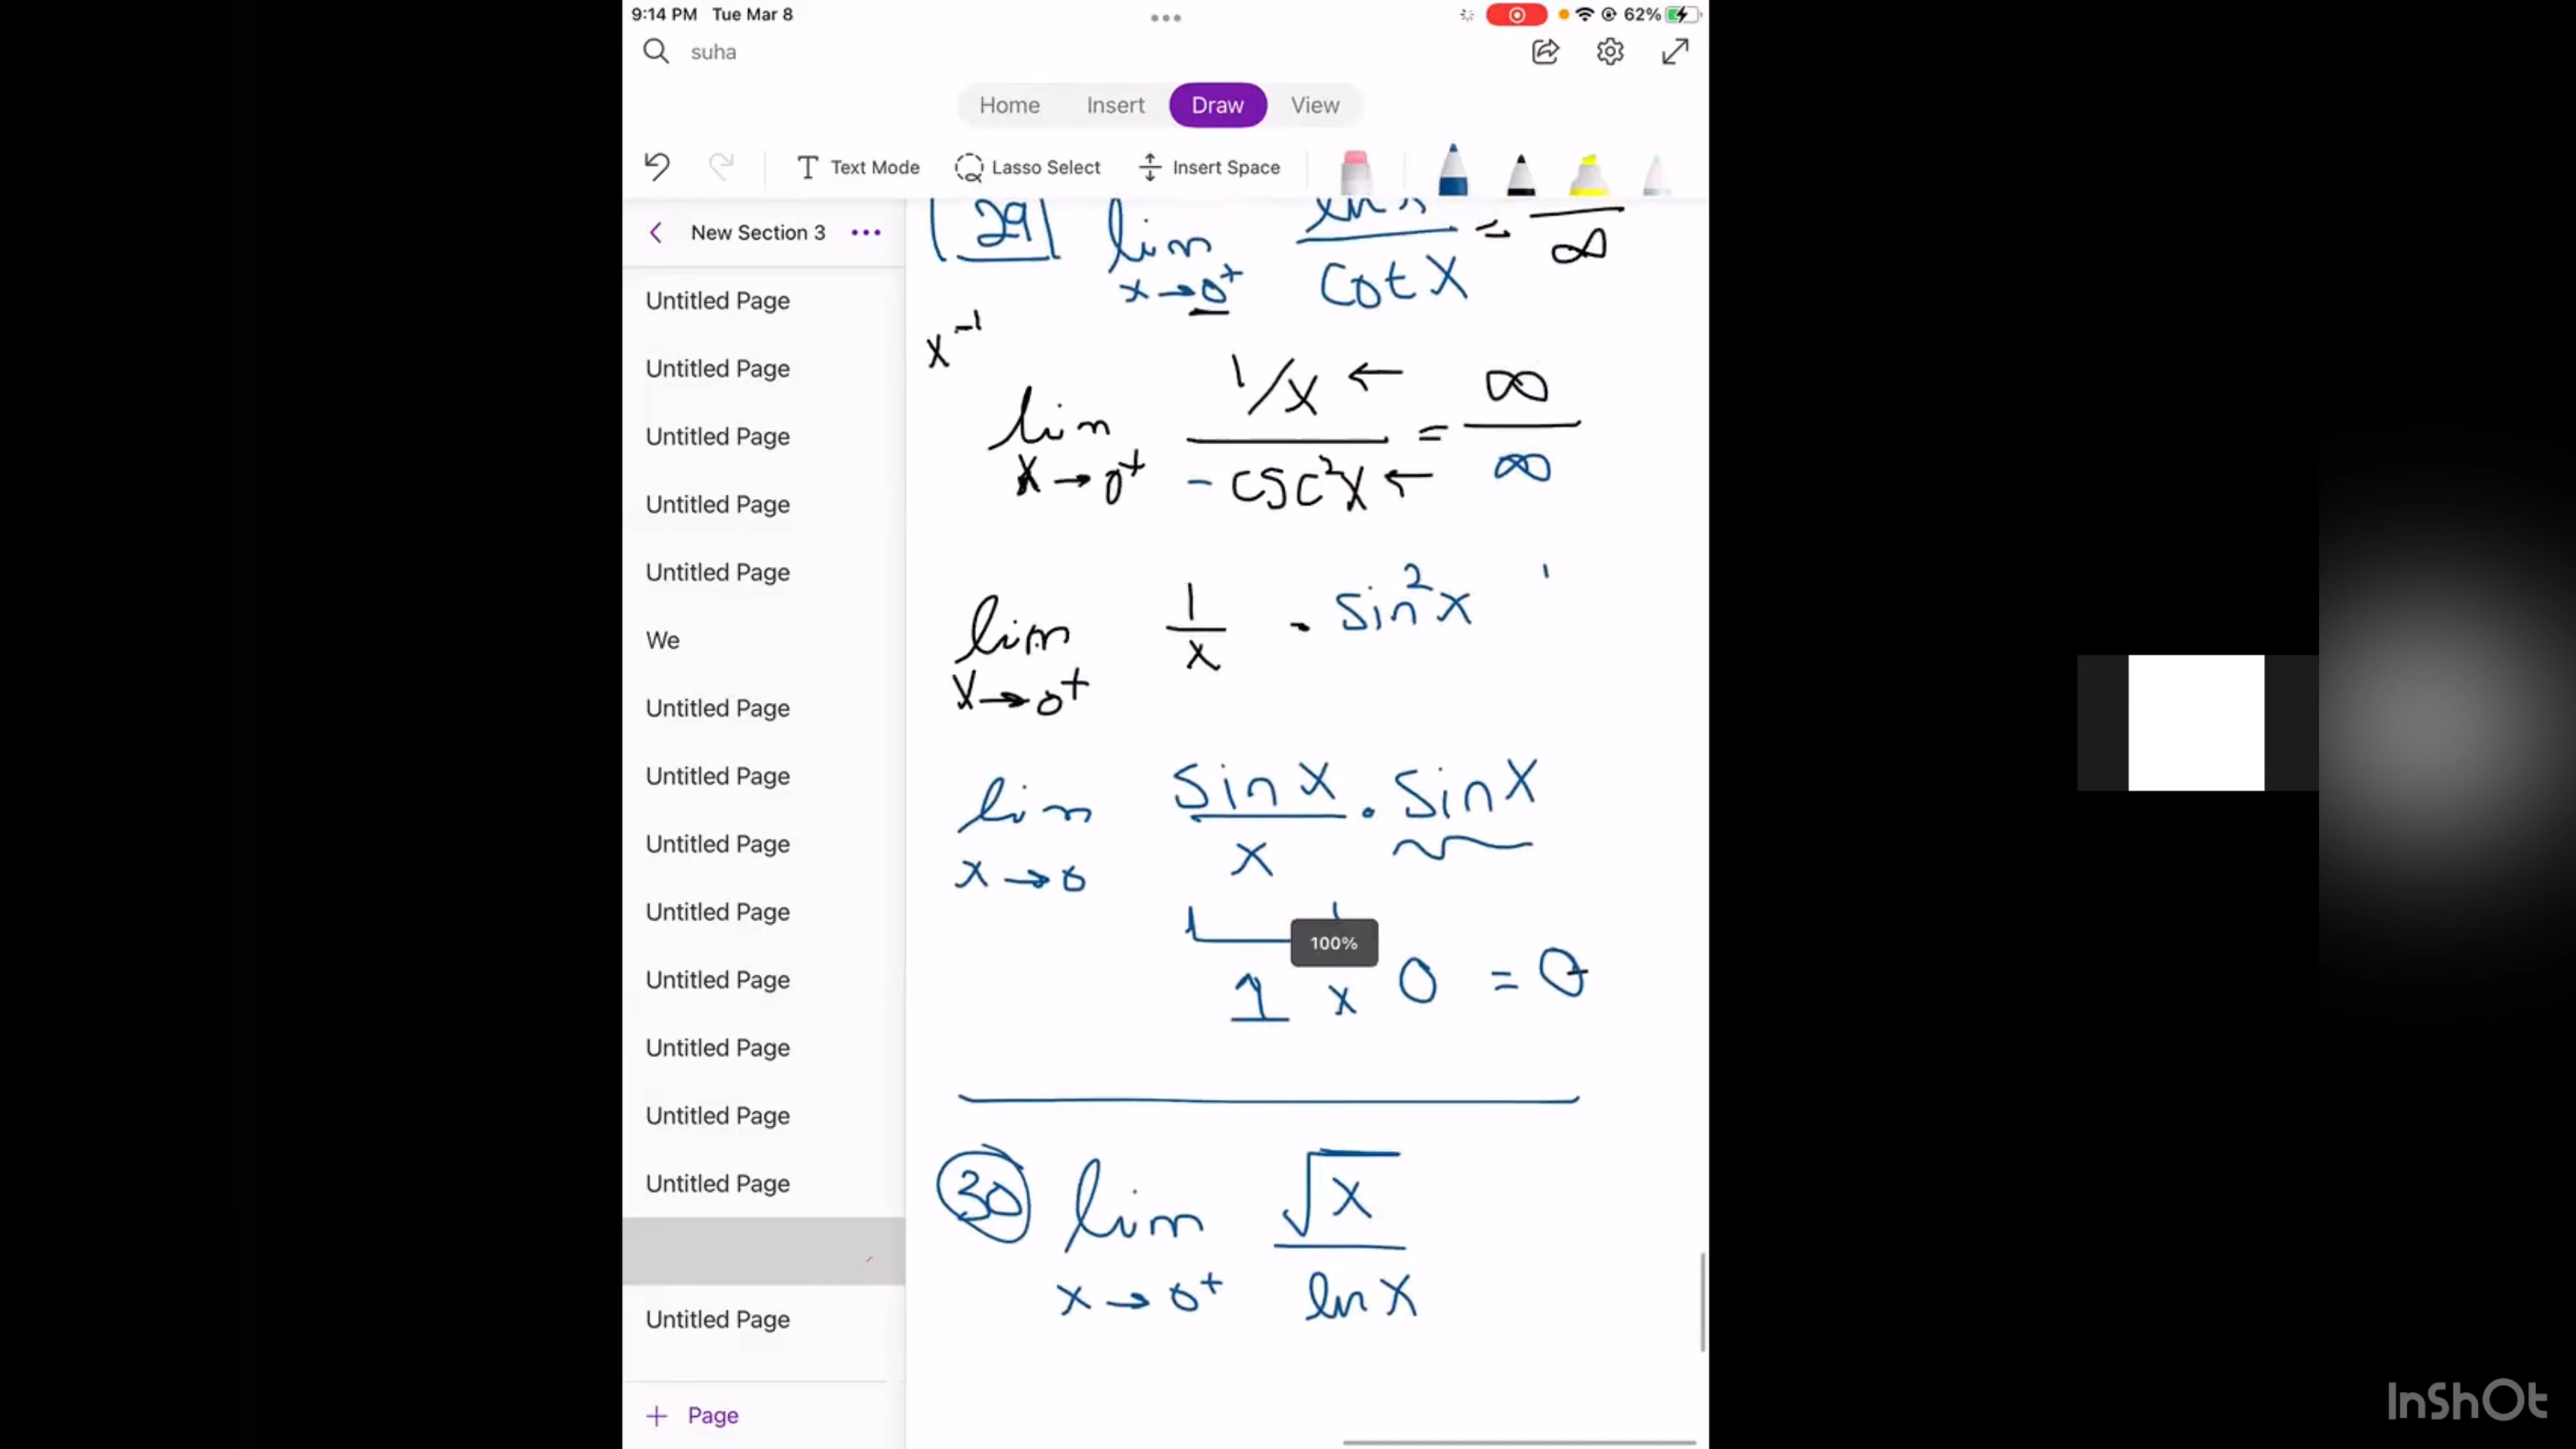 9:14 PM Tue Mar 8
62%
suha
Home Insert Draw View
Text Mode Lasso Select Insert Space
New Section 3
Untitled Page
Untitled Page
Untitled Page
Untitled Page
Untitled Page
We
Untitled Page
Untitled Page
Untitled Page
Untitled Page
Untitled Page
Untitled Page
Untitled Page
Untitled Page
Untitled Page
+ Page
29 lim x→0⁺ ln x / cot x = / ∞
x⁻¹
lim x→0⁺ 1/x ← / - csc²x ← = ∞ / ∞
lim x→0⁺ 1/x · sin²x
lim x→0 sin x / x · sin x
100%
1 x 0 = 0
30 lim x→0⁺ √x / ln x
InShOt